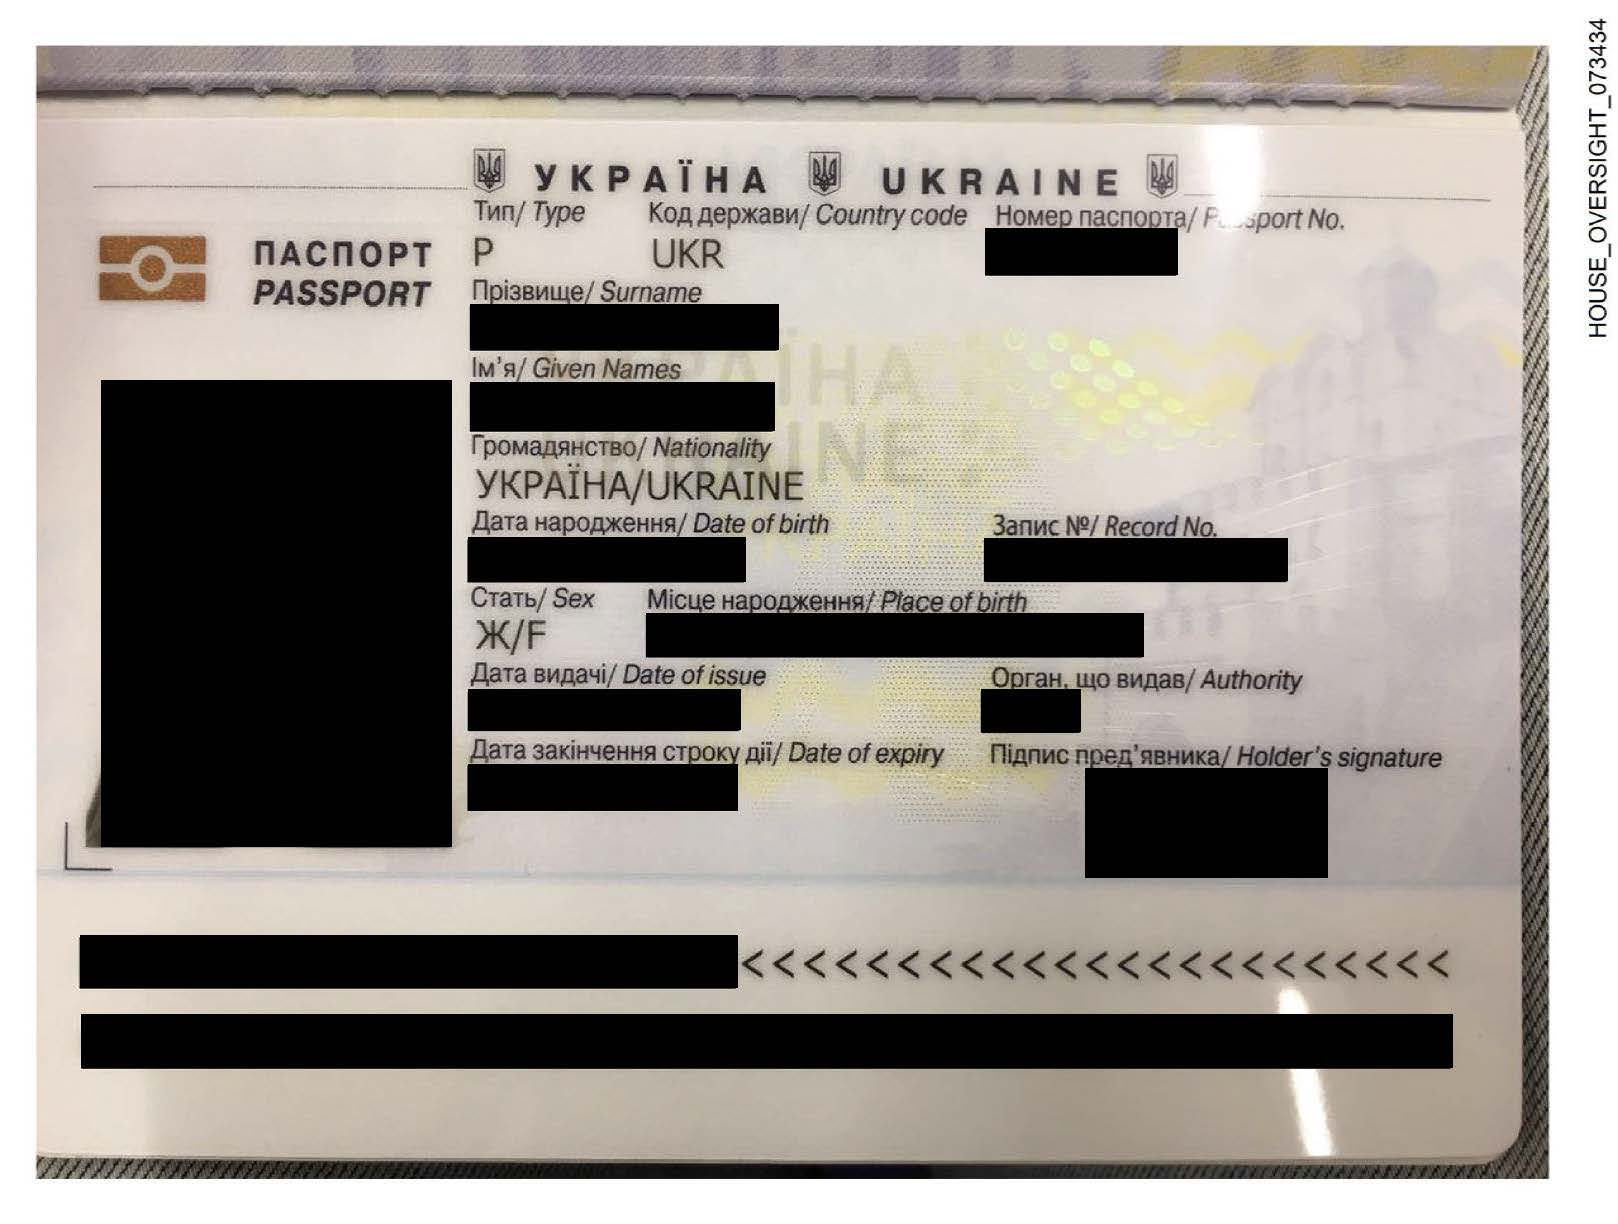 УКРАЇНА UKRAINE
Тип/ Type Код держави/ Country code Номер паспорта/ Passport No.
ПАСПОРТ P UKR
PASSPORT
Прізвище/ Surname
Ім'я/ Given Names
Громадянство/ Nationality
УКРАЇНА/UKRAINE
Дата народження/ Date of birth Запис №/ Record No.
Стать/ Sex Місце народження/ Place of birth
Ж/F
Дата видачі/ Date of issue Орган, що видав/ Authority
Дата закінчення строку дії/ Date of expiry Підпис пред'явника/ Holder's signature
<<<<<<<<<<<<<<<<<<<<<<<
HOUSE_OVERSIGHT_073434